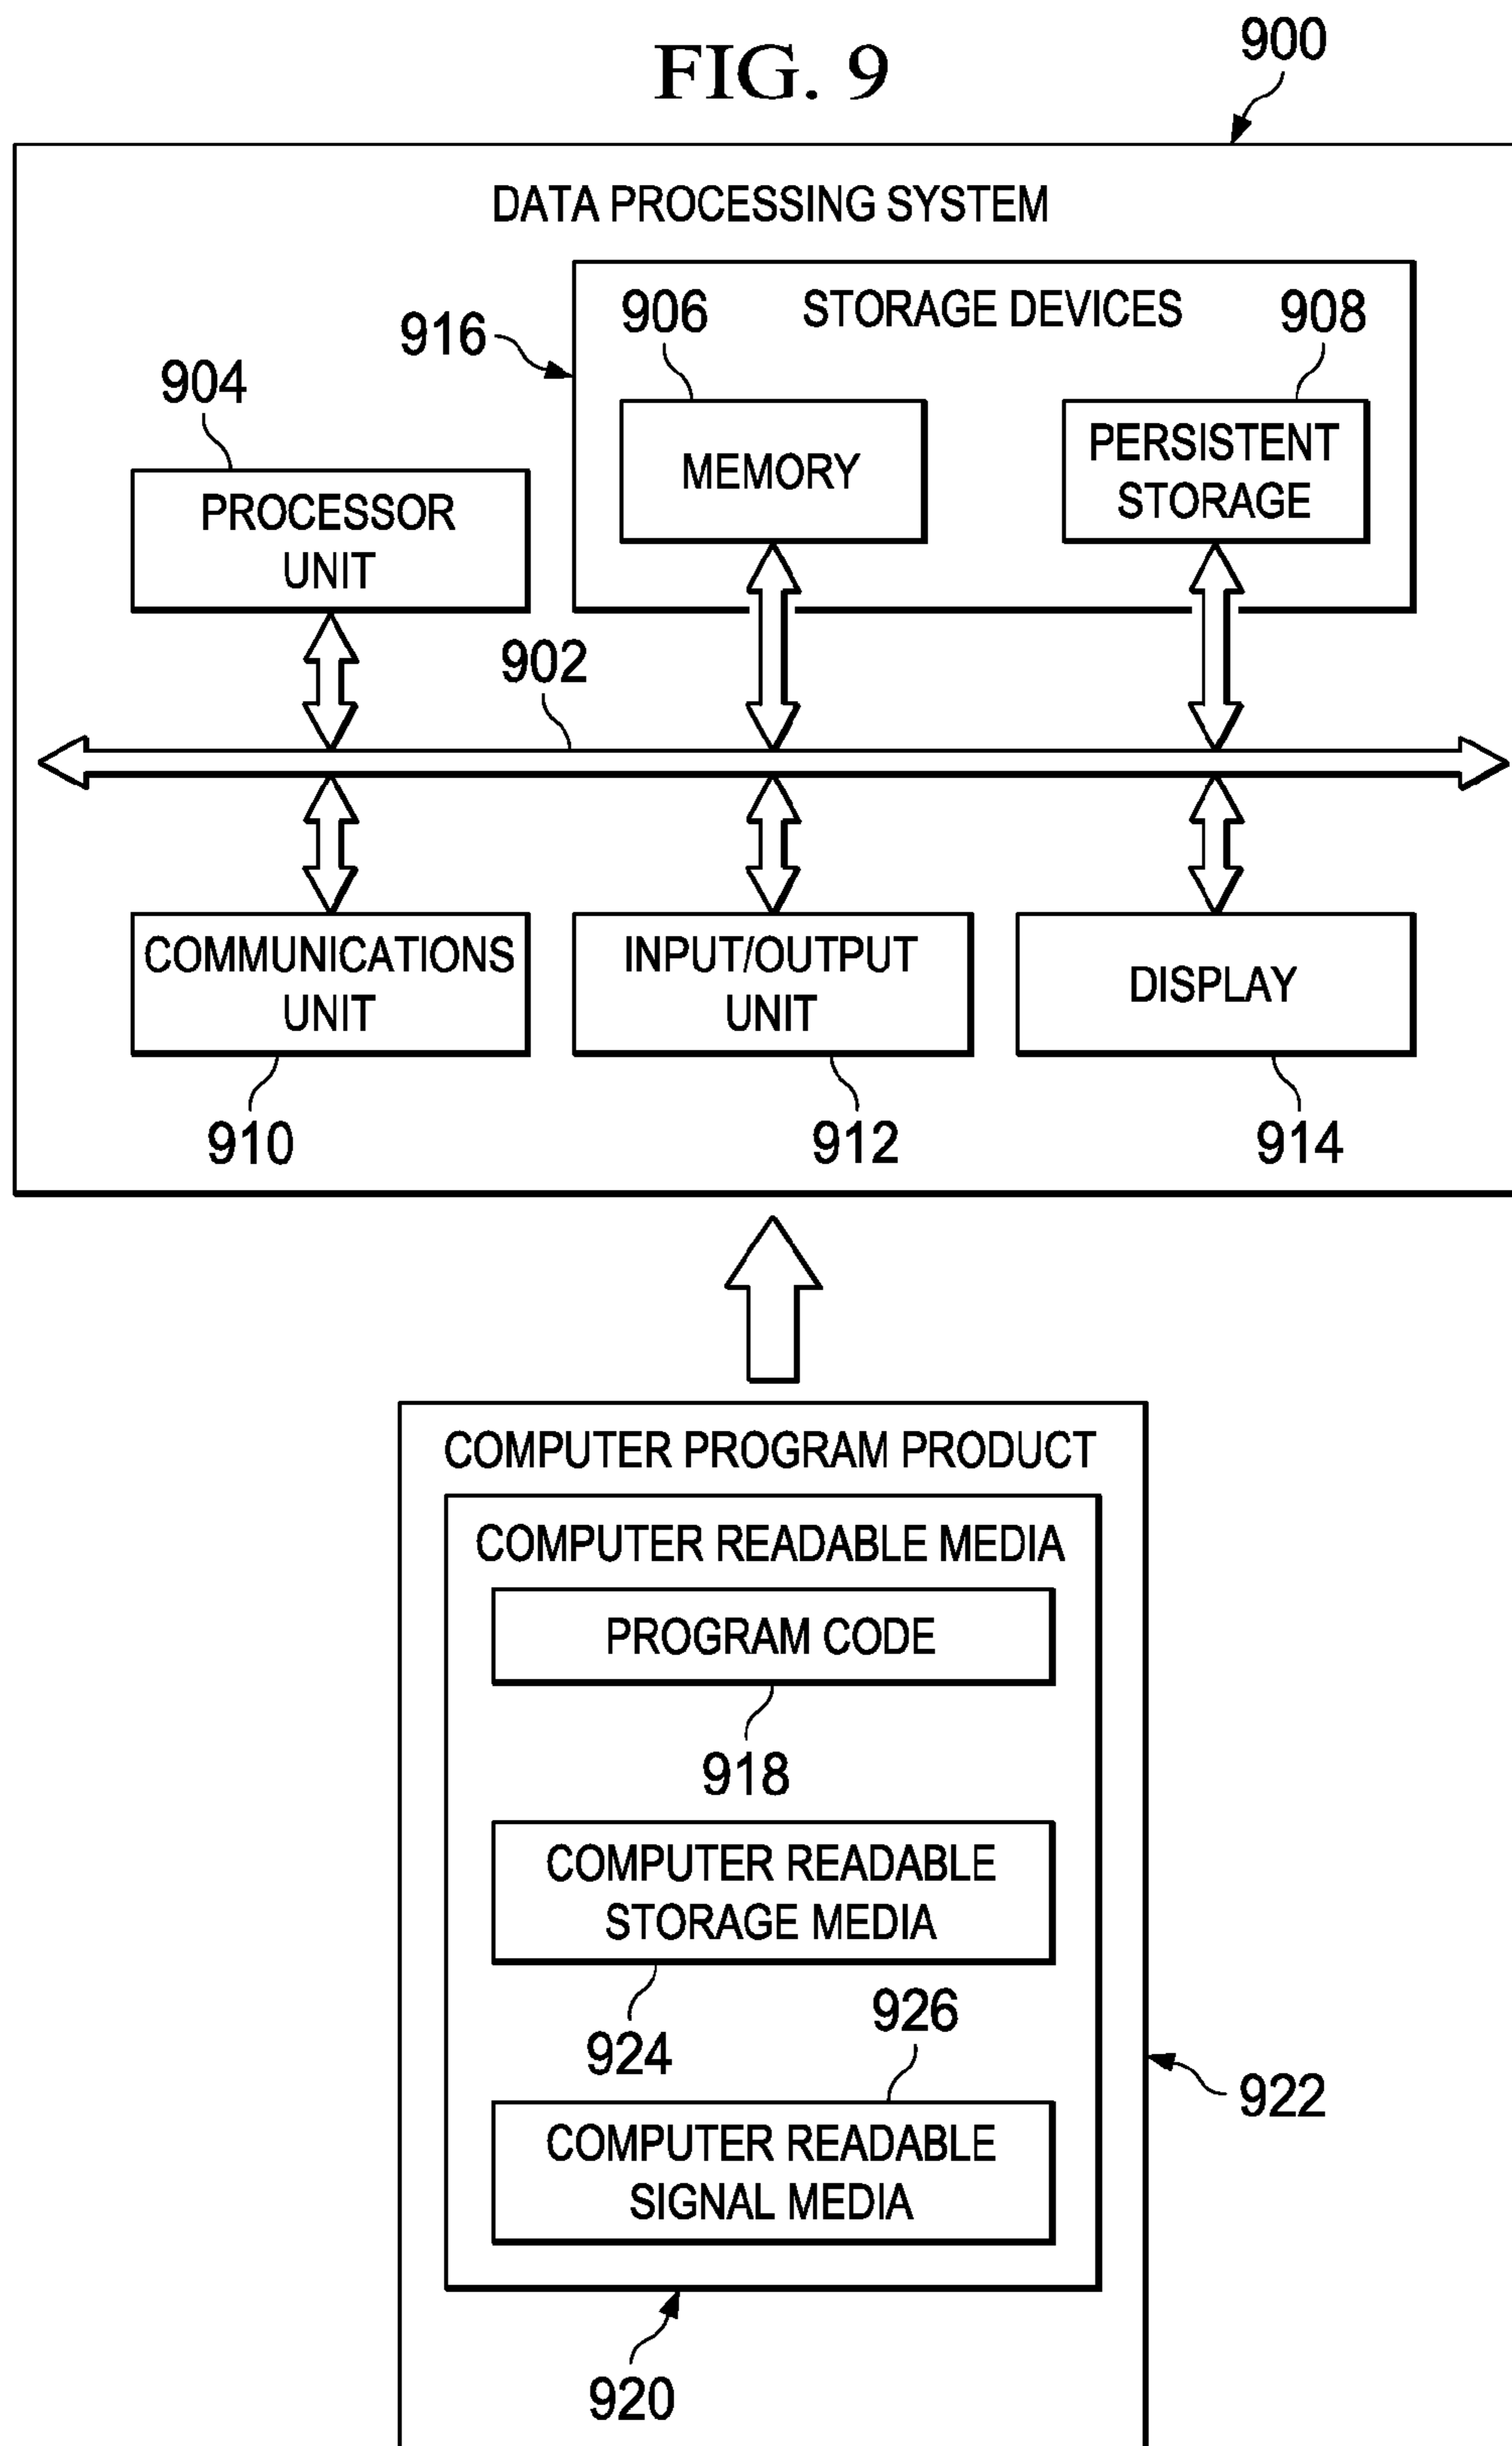 FIG. 9
900
DATA PROCESSING SYSTEM
916
906
STORAGE DEVICES
908
904
MEMORY
PERSISTENT
STORAGE
PROCESSOR
UNIT
902
COMMUNICATIONS
UNIT
INPUT/OUTPUT
UNIT
DISPLAY
910
912
914
COMPUTER PROGRAM PRODUCT
COMPUTER READABLE MEDIA
PROGRAM CODE
918
COMPUTER READABLE
STORAGE MEDIA
924
926
922
COMPUTER READABLE
SIGNAL MEDIA
920